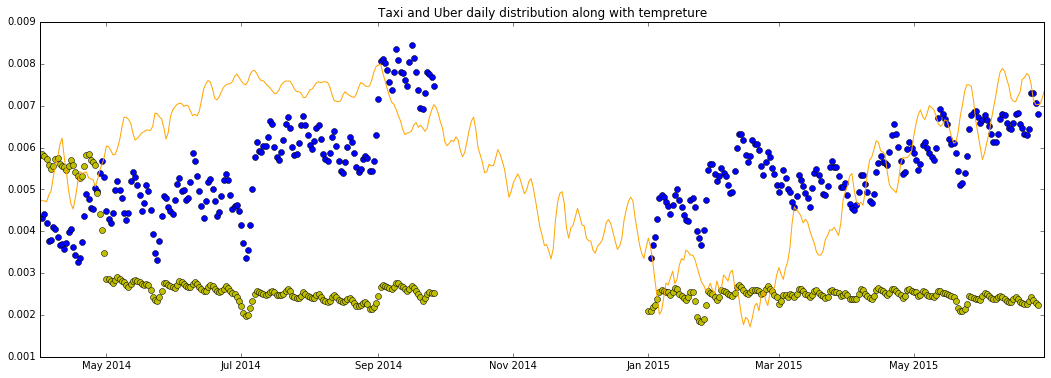 Taxi and Uber daily distribution along with tempreture
0.009
0.008
0.007
0.006
0.005
0.004
0.003
0.002
0.001
May 2014
Jul 2014
Sep 2014
Nov 2014
Jan 2015
Mar 2015
May 2015